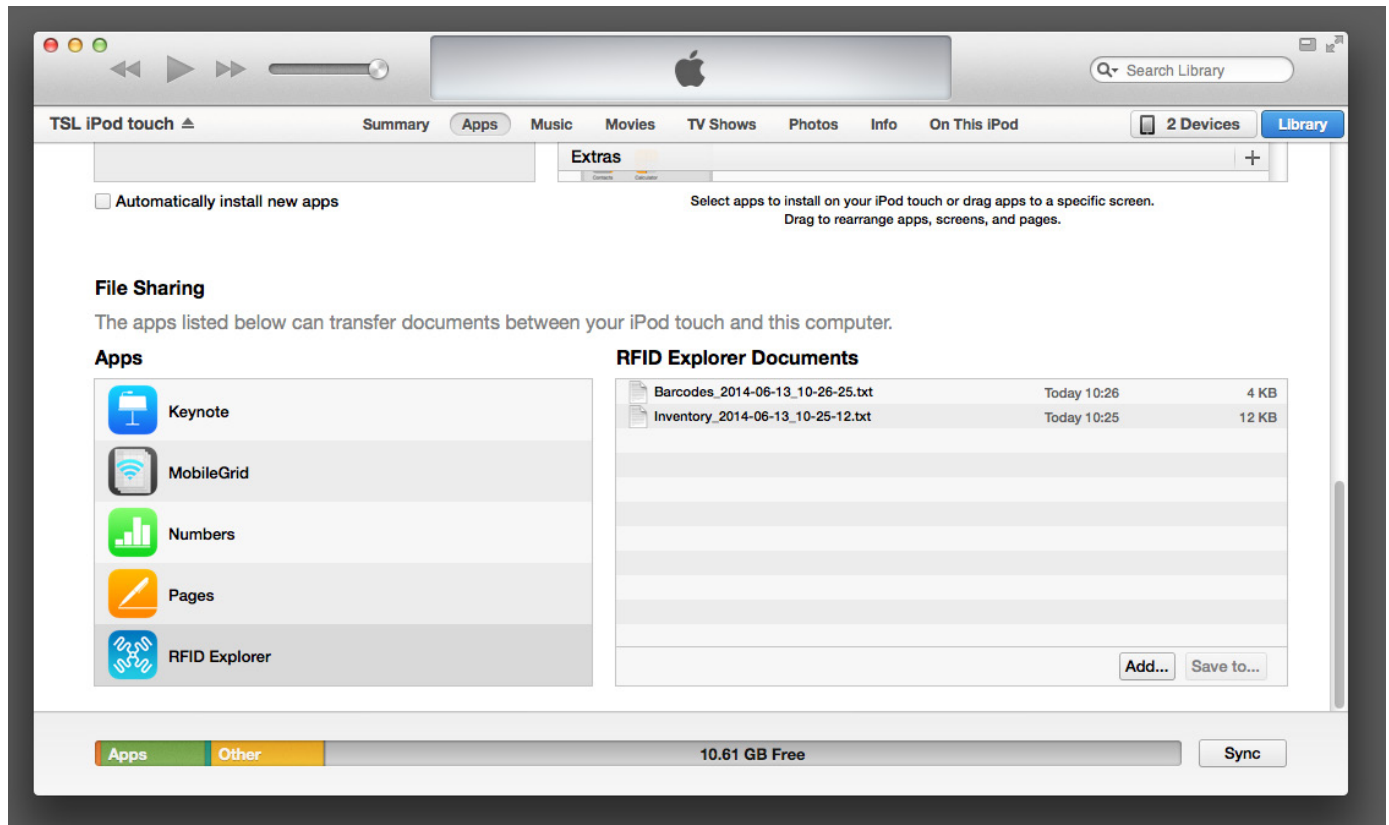 Search Library
TSL iPod touch
Summary Apps Music Movies TV Shows Photos Info On This iPod
2 Devices
Library
Extras
Contacts Calculator
Automatically install new apps
Select apps to install on your iPod touch or drag apps to a specific screen.
Drag to rearrange apps, screens, and pages.
File Sharing
The apps listed below can transfer documents between your iPod touch and this computer.
Apps
Keynote
MobileGrid
Numbers
Pages
RFID Explorer
RFID Explorer Documents
Barcodes_2014-06-13_10-26-25.txt Today 10:26 4 KB
Inventory_2014-06-13_10-25-12.txt Today 10:25 12 KB
Add... Save to...
Apps Other 10.61 GB Free
Sync